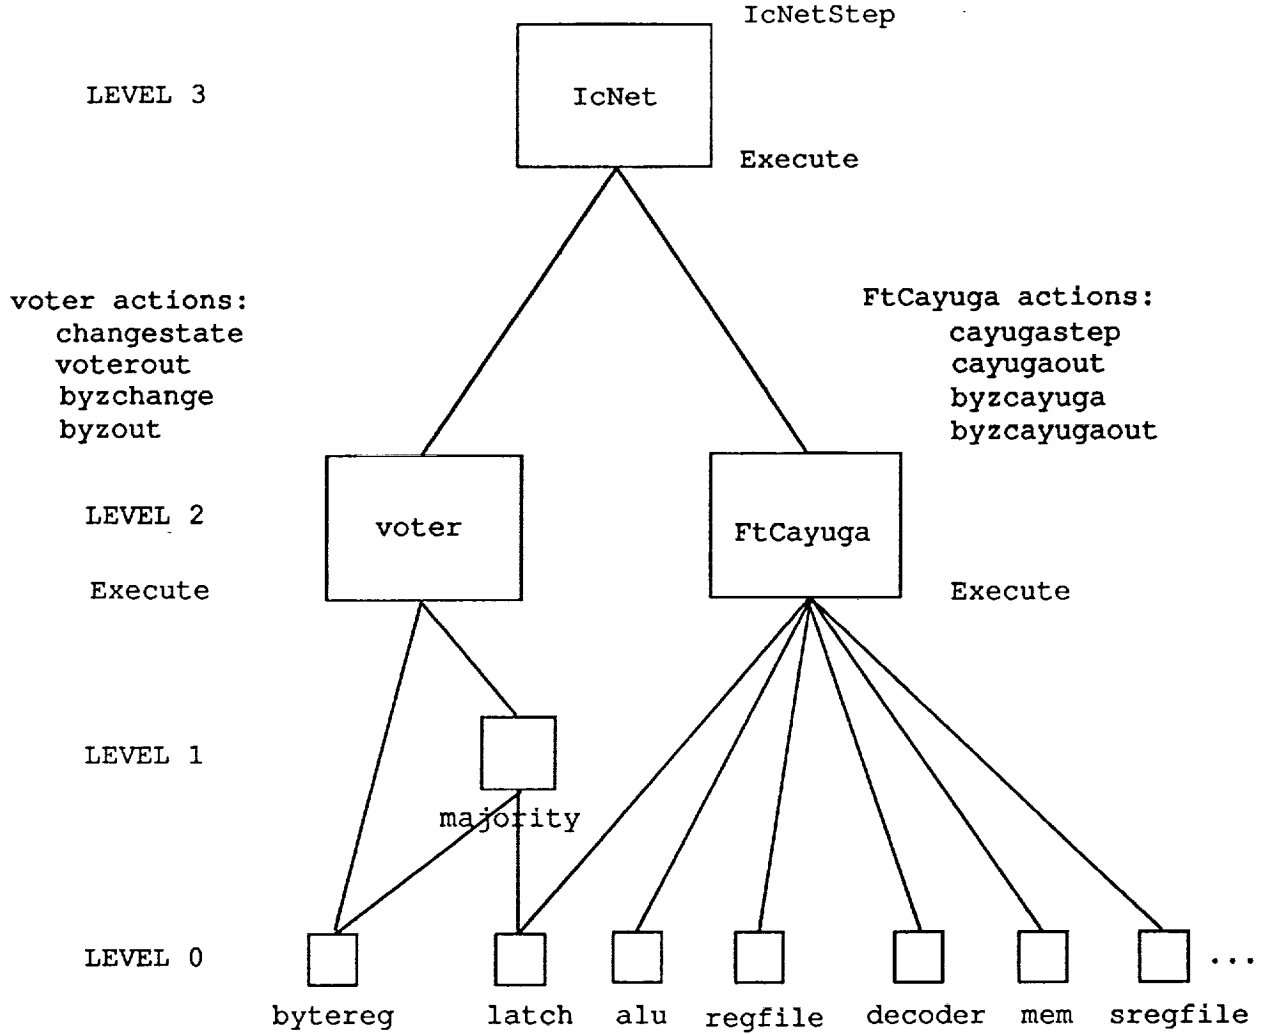 IcNetStep
LEVEL 3
IcNet
Execute
voter actions:
changestate
voterout
byzchange
byzout
FtCayuga actions:
cayugastep
cayugaout
byzcayuga
byzcayugaout
LEVEL 2
voter
FtCayuga
Execute
Execute
LEVEL 1
majority
LEVEL 0
...
bytereg
latch
alu
regfile
decoder
mem
sregfile